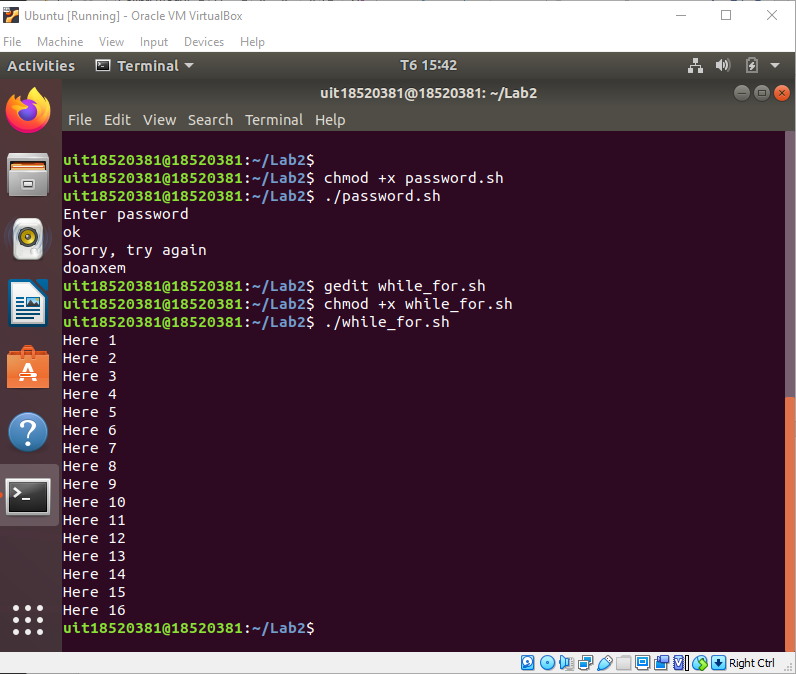 Ubuntu [Running] - Oracle VM VirtualBox
File Machine View Input Devices Help
Activities Terminal T6 15:42
uit18520381@18520381: ~/Lab2
File Edit View Search Terminal Help
uit18520381@18520381:~/Lab2$
uit18520381@18520381:~/Lab2$ chmod +x password.sh
uit18520381@18520381:~/Lab2$ ./password.sh
Enter password
ok
Sorry, try again
doanxem
uit18520381@18520381:~/Lab2$ gedit while_for.sh
uit18520381@18520381:~/Lab2$ chmod +x while_for.sh
uit18520381@18520381:~/Lab2$ ./while_for.sh
Here 1
Here 2
Here 3
Here 4
Here 5
Here 6
Here 7
Here 8
Here 9
Here 10
Here 11
Here 12
Here 13
Here 14
Here 15
Here 16
uit18520381@18520381:~/Lab2$
Right Ctrl